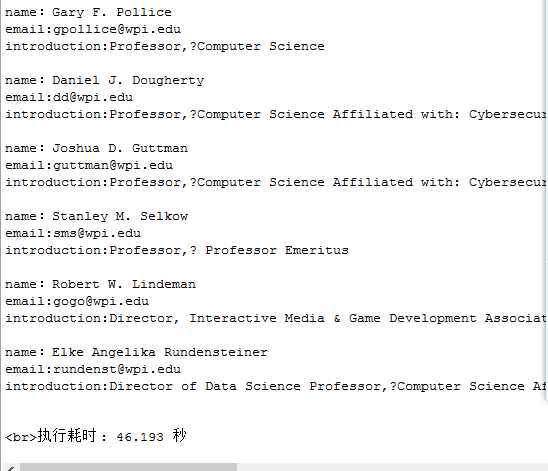 name: Gary F. Pollice
email:gpollice@wpi.edu
introduction:Professor,?Computer Science
name: Daniel J. Dougherty
email:dd@wpi.edu
introduction:Professor,?Computer Science Affiliated with: Cybersecur
name: Joshua D. Guttman
email:guttman@wpi.edu
introduction:Professor,?Computer Science Affiliated with: Cybersecur
name: Stanley M. Selkow
email:sms@wpi.edu
introduction:Professor,? Professor Emeritus
name: Robert W. Lindeman
email:gogo@wpi.edu
introduction:Director, Interactive Media & Game Development Associat
name: Elke Angelika Rundensteiner
email:rundenst@wpi.edu
introduction:Director of Data Science Professor,?Computer Science Af
<br>执行耗时 : 46.193 秒